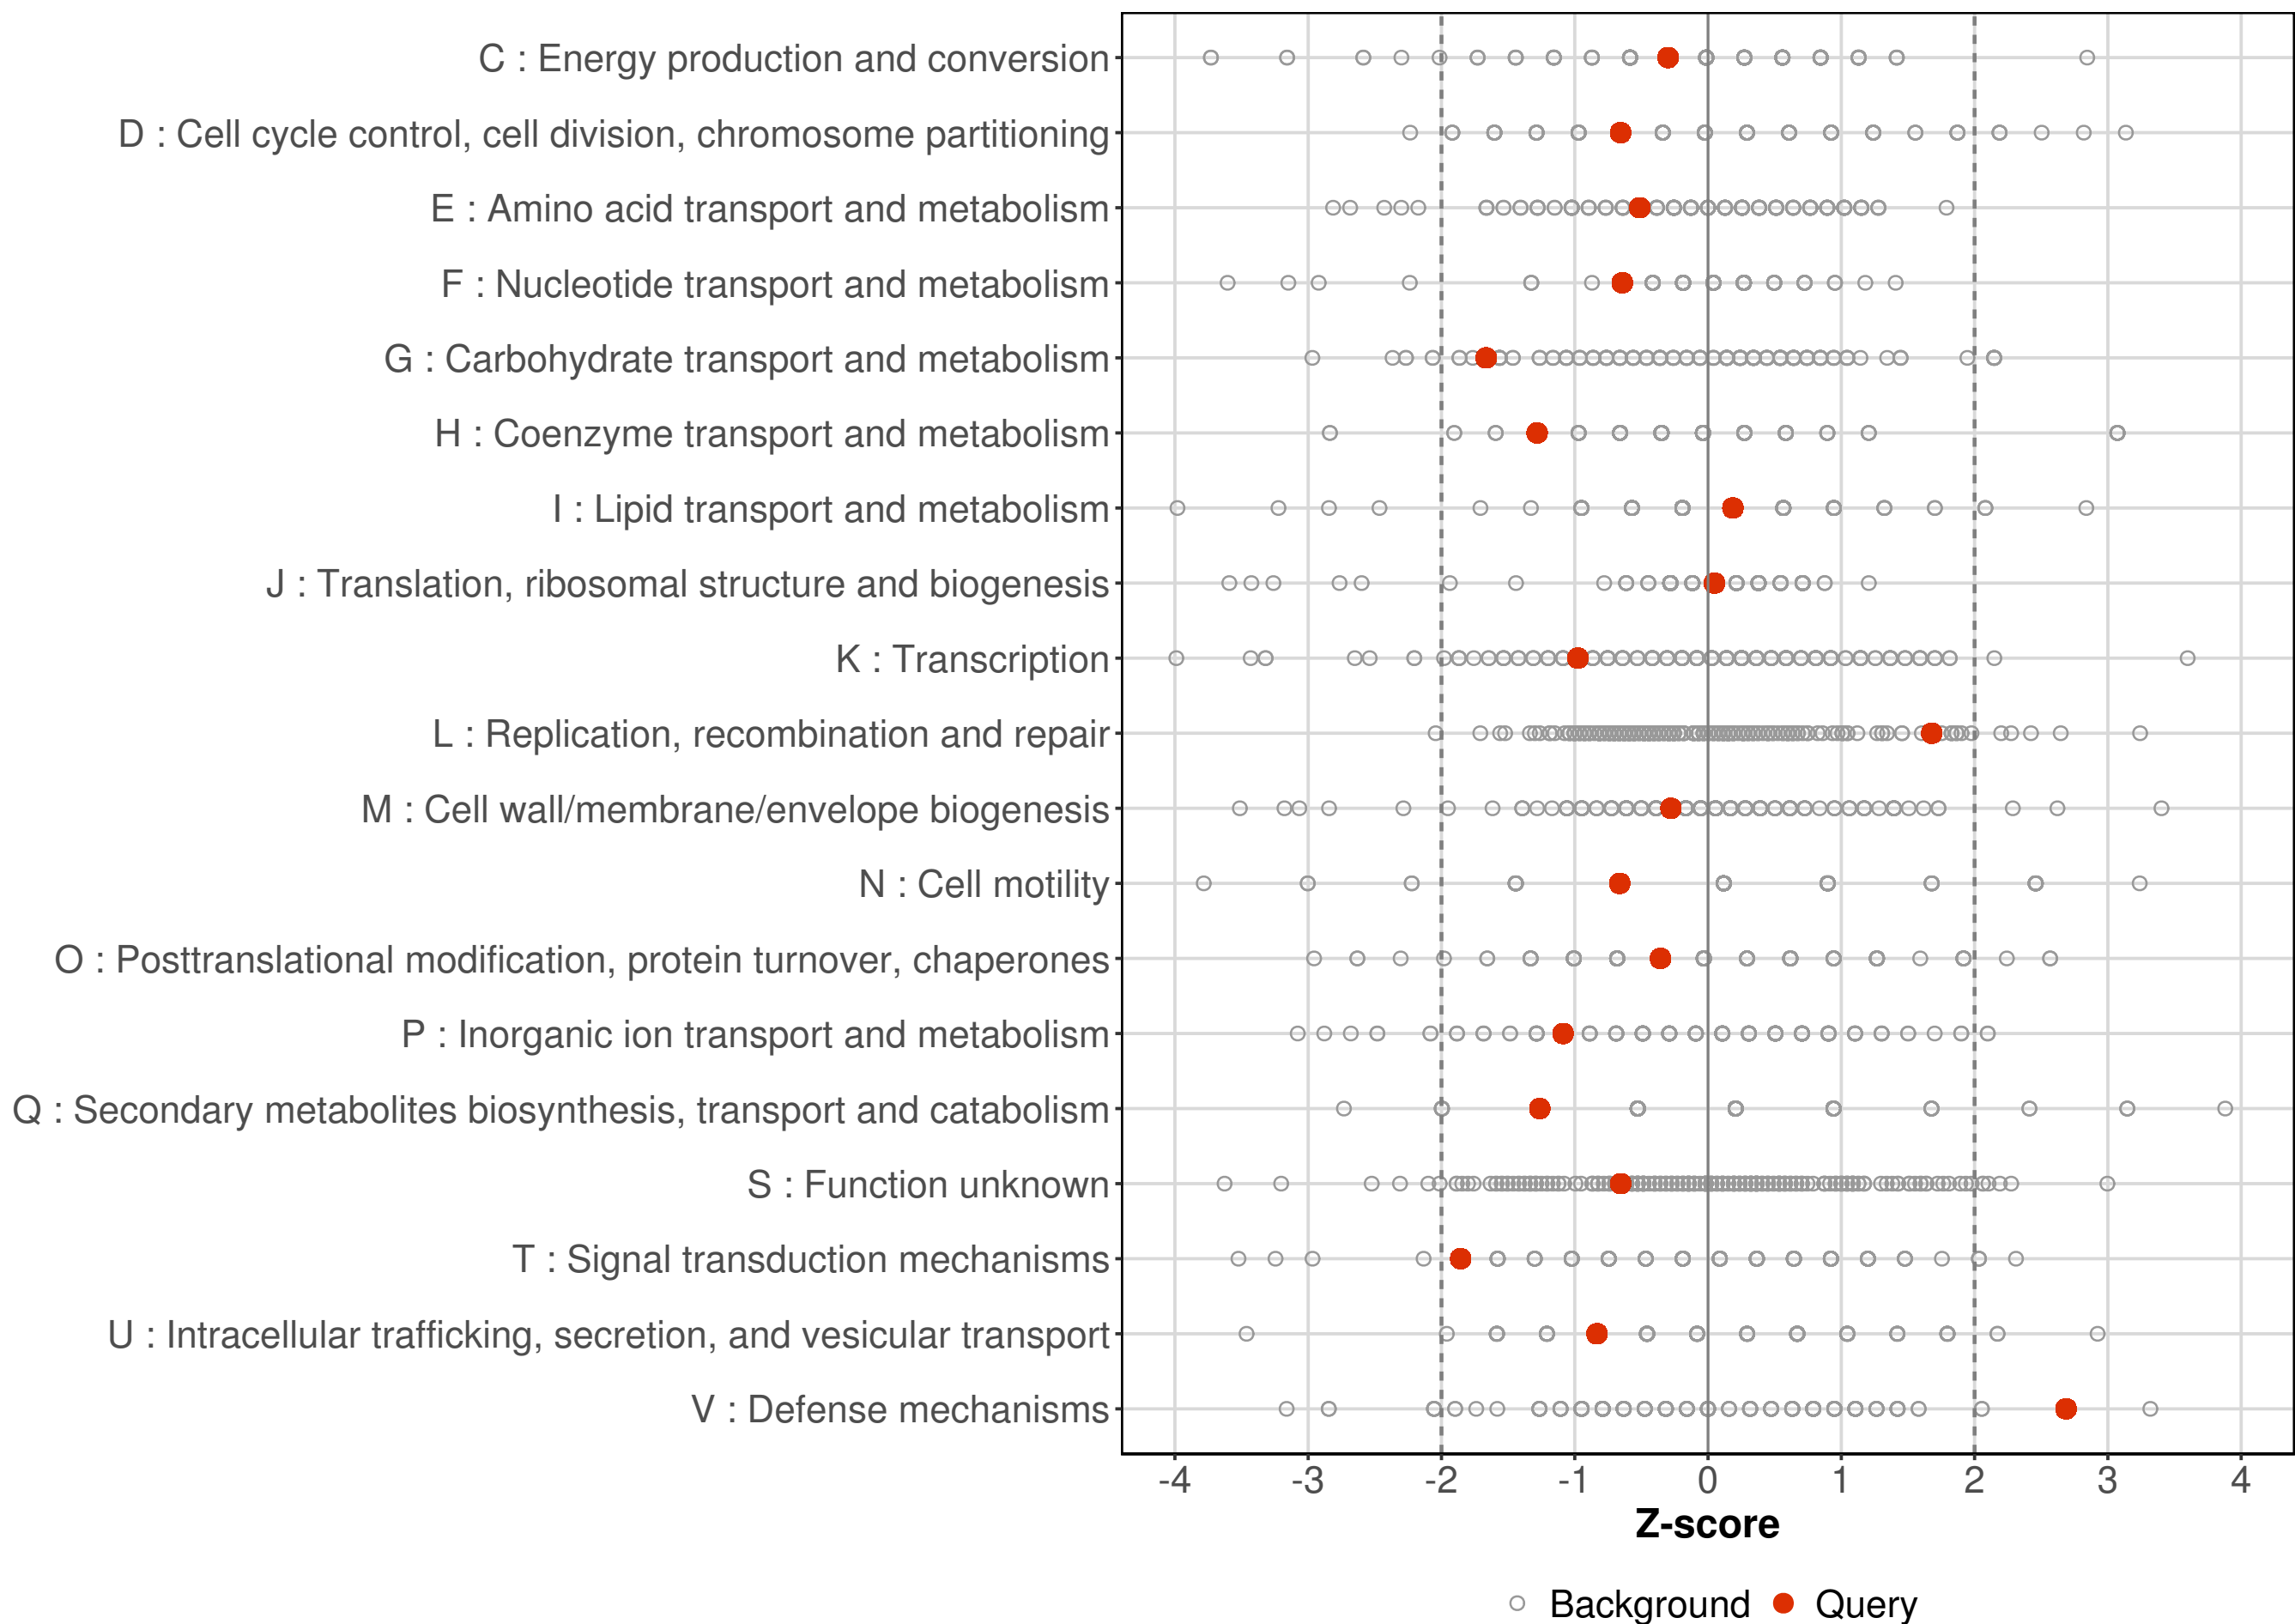 C : Energy production and conversion
D : Cell cycle control, cell division, chromosome partitioning
E : Amino acid transport and metabolism
F : Nucleotide transport and metabolism
G : Carbohydrate transport and metabolism
H : Coenzyme transport and metabolism
I : Lipid transport and metabolism
J : Translation, ribosomal structure and biogenesis
K : Transcription
L : Replication, recombination and repair
M : Cell wall/membrane/envelope biogenesis
N : Cell motility
O : Posttranslational modification, protein turnover, chaperones
P : Inorganic ion transport and metabolism
Q : Secondary metabolites biosynthesis, transport and catabolism
S : Function unknown
T : Signal transduction mechanisms
U : Intracellular trafficking, secretion, and vesicular transport
V : Defense mechanisms
-4 -3 -2 -1 0 1 2 3 4
Z-score
Background Query